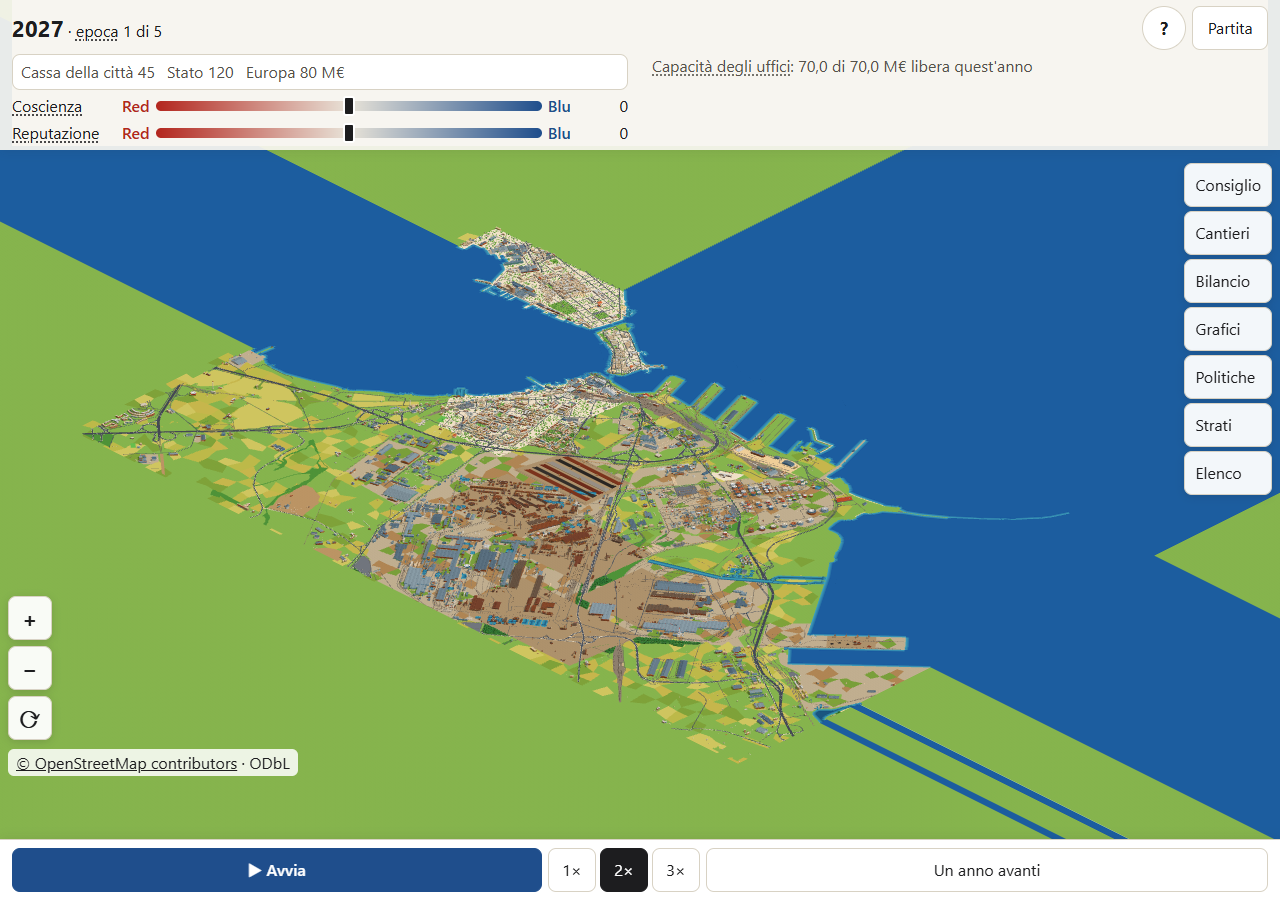 2027 · epoca 1 di 5
?
Partita
Cassa della città 45 Stato 120 Europa 80 M€
Capacità degli uffici: 70,0 di 70,0 M€ libera quest'anno
Coscienza Red Blu 0
Reputazione Red Blu 0
Consiglio
Cantieri
Bilancio
Grafici
Politiche
Strati
Elenco
+
−
© OpenStreetMap contributors · ODbL
▶ Avvia
1×
2×
3×
Un anno avanti